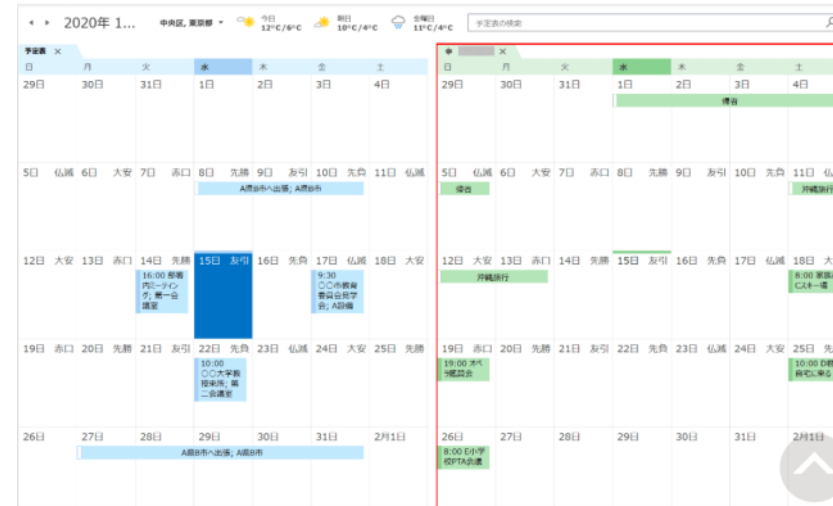 2020年 1...
中央区, 東京都
今日
12°C/6°C
明日
10°C/4°C
金曜日
11°C/4°C
予定表の検索
予定表 ×
日 月 火 水 木 金 土
29日 30日 31日 1日 2日 3日 4日
5日 仏滅 6日 大安 7日 赤口 8日 先勝 9日 友引 10日 先負 11日 仏滅
A県B市へ出張; A県B市
12日 大安 13日 赤口 14日 先勝 15日 友引 16日 先負 17日 仏滅 18日 大安
16:00 部署
内ミーティン
グ; 第一会
議室
9:30
〇〇市教育
委員会見学
会; A設備
19日 赤口 20日 先勝 21日 友引 22日 先負 23日 仏滅 24日 大安 25日 先勝
10:00
〇〇大学教
授来所; 第
二会議室
26日 27日 28日 29日 30日 31日 2月1日
A県B市へ出張; A県B市
×
日 月 火 水 木 金 土
29日 30日 31日 1日 2日 3日 4日
帰省
5日 仏滅 6日 大安 7日 赤口 8日 先勝 9日 友引 10日 先負 11日 仏
帰省
沖縄旅行
12日 大安 13日 赤口 14日 先勝 15日 友引 16日 先負 17日 仏滅 18日 大
沖縄旅行
8:00 家族
Cスキー場
19日 赤口 20日 先勝 21日 友引 22日 先負 23日 仏滅 24日 大安 25日 先
19:00 オペ
ラ鑑賞会
10:00 D
自宅に来る
26日 27日 28日 29日 30日 31日 2月1日
8:00 E小学
校PTA会議